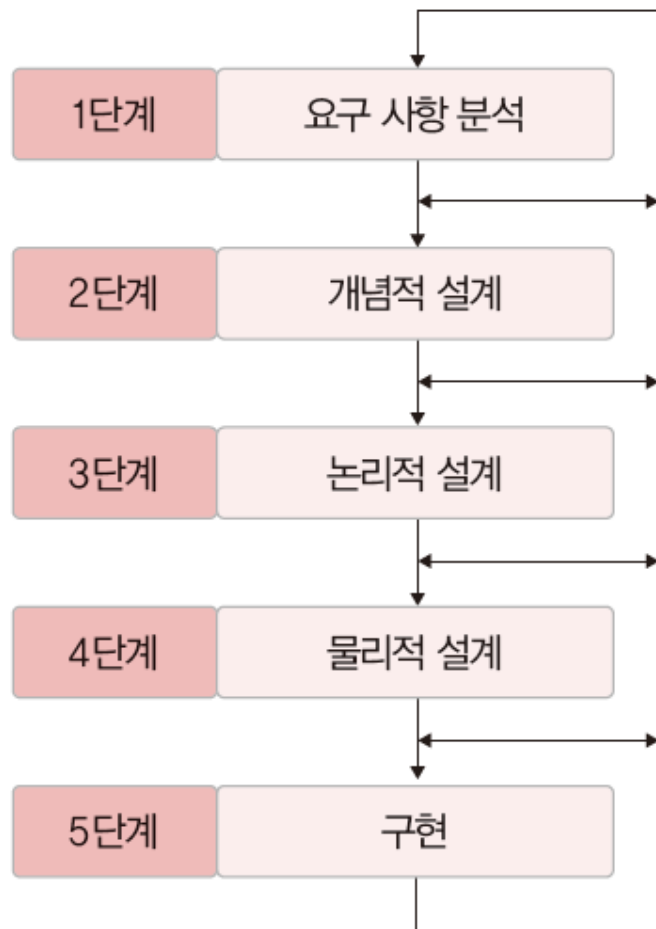 1단계 요구 사항 분석
2단계 개념적 설계
3단계 논리적 설계
4단계 물리적 설계
5단계 구현